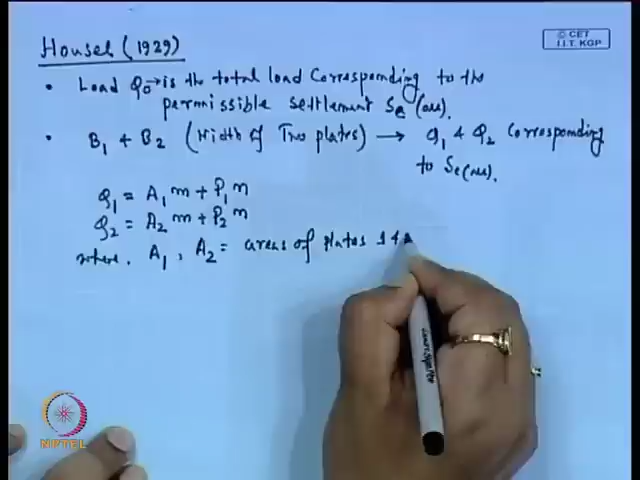 Housel (1929)
© CET
I.I.T. KGP
• Load Q₀ → is the total load Corresponding to the
permissible settlement Se (all).
• B₁ & B₂ (Width of Two plates) → Q₁ & Q₂ Corresponding
to Se(all).
Q₁ = A₁ m + P₁ n
Q₂ = A₂ m + P₂ n
where, A₁, A₂ = areas of plates 1 &
NPTEL